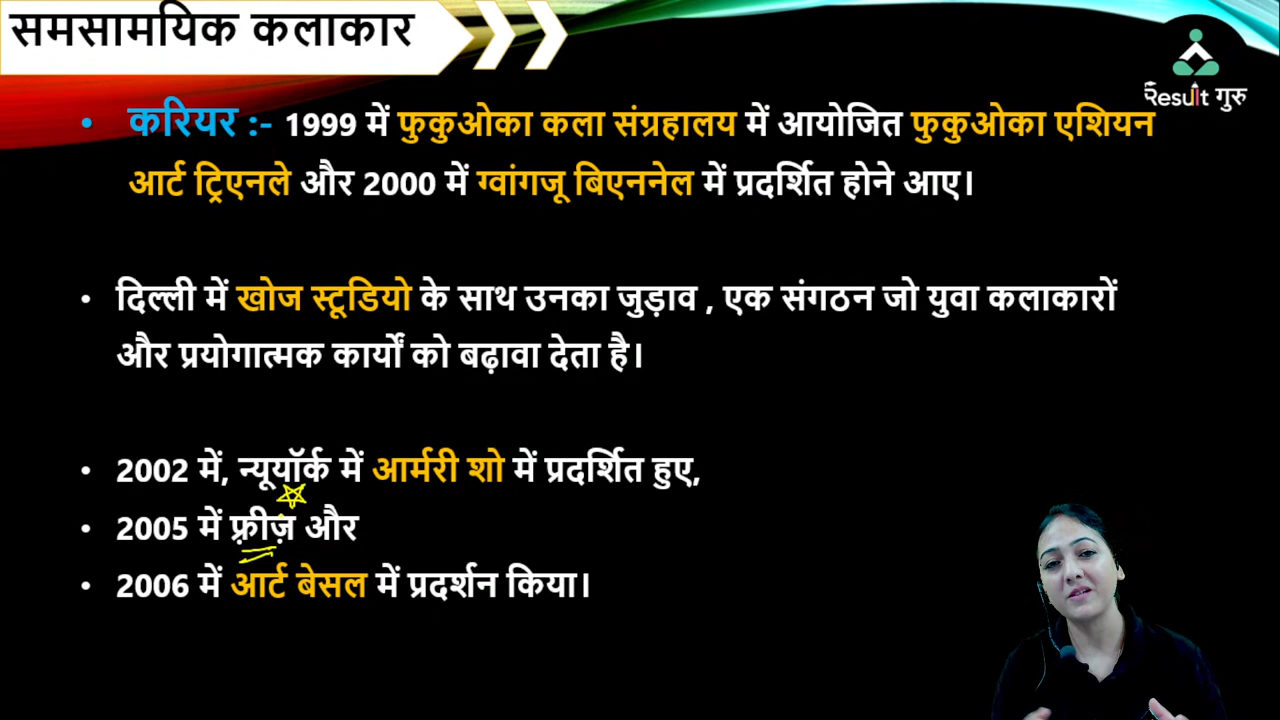 समसामयिक कलाकार
Result गुरु
• करियर :- 1999 में फुकुओका कला संग्रहालय में आयोजित फुकुओका एशियन
आर्ट ट्रिएनले और 2000 में ग्वांगजू बिएननेल में प्रदर्शित होने आए।
• दिल्ली में खोज स्टूडियो के साथ उनका जुड़ाव , एक संगठन जो युवा कलाकारों
और प्रयोगात्मक कार्यों को बढ़ावा देता है।
• 2002 में, न्यूयॉर्क में आर्मरी शो में प्रदर्शित हुए,
• 2005 में फ़्रीज़ और
• 2006 में आर्ट बेसल में प्रदर्शन किया।